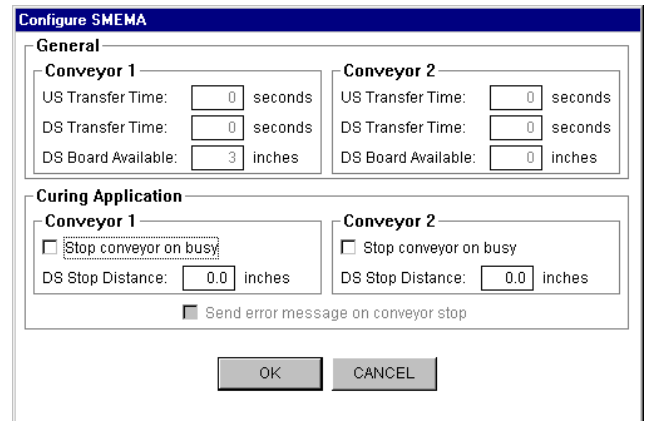 Configure SMEMA
General
Conveyor 1
US Transfer Time: 0 seconds
DS Transfer Time: 0 seconds
DS Board Available: 3 inches
Conveyor 2
US Transfer Time: 0 seconds
DS Transfer Time: 0 seconds
DS Board Available: 0 inches
Curing Application
Conveyor 1
Stop conveyor on busy
DS Stop Distance: 0.0 inches
Conveyor 2
Stop conveyor on busy
DS Stop Distance: 0.0 inches
Send error message on conveyor stop
OK CANCEL